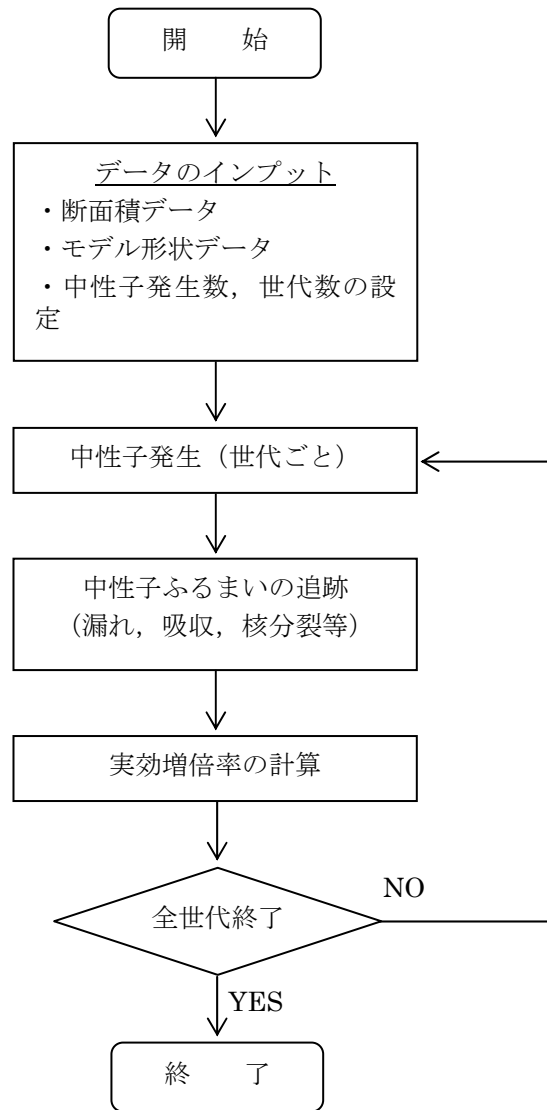 開　　始
データのインプット
・断面積データ
・モデル形状データ
・中性子発生数，世代数の設
定
中性子発生（世代ごと）
中性子ふるまいの追跡
（漏れ，吸収，核分裂等）
実効増倍率の計算
NO
全世代終了
YES
終　　了